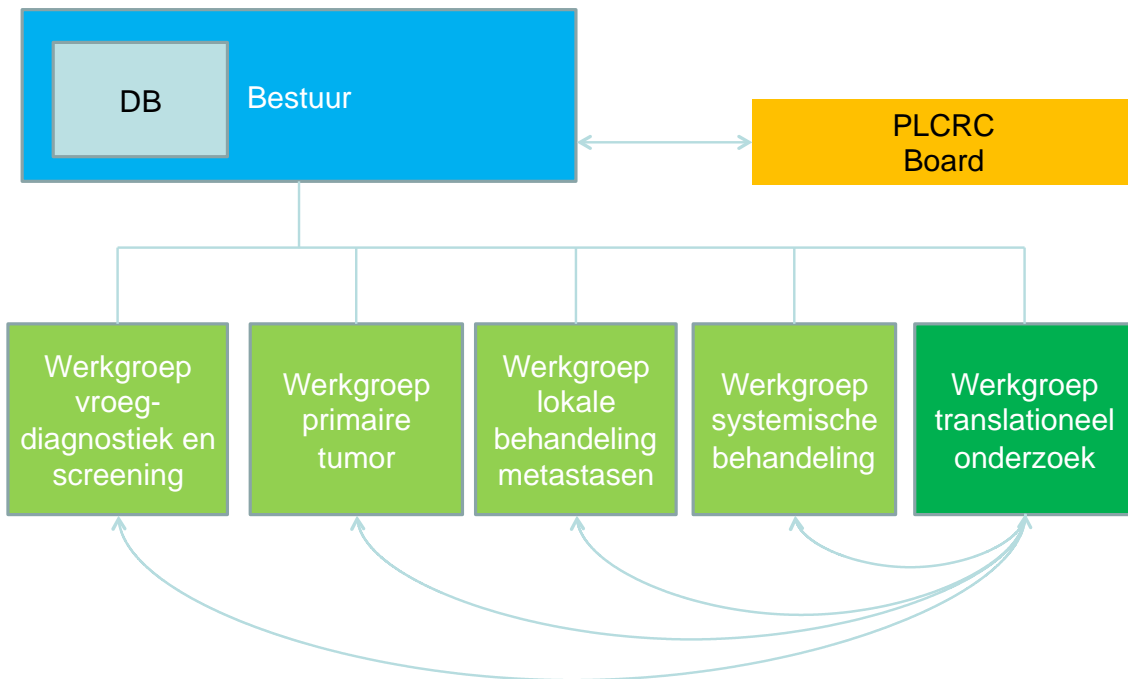 DB
Bestuur
PLCRC
Board
Werkgroep
vroeg-
diagnostiek en
screening
Werkgroep
primaire
tumor
Werkgroep
lokale
behandeling
metastasen
Werkgroep
systemische
behandeling
Werkgroep
translationeel
onderzoek